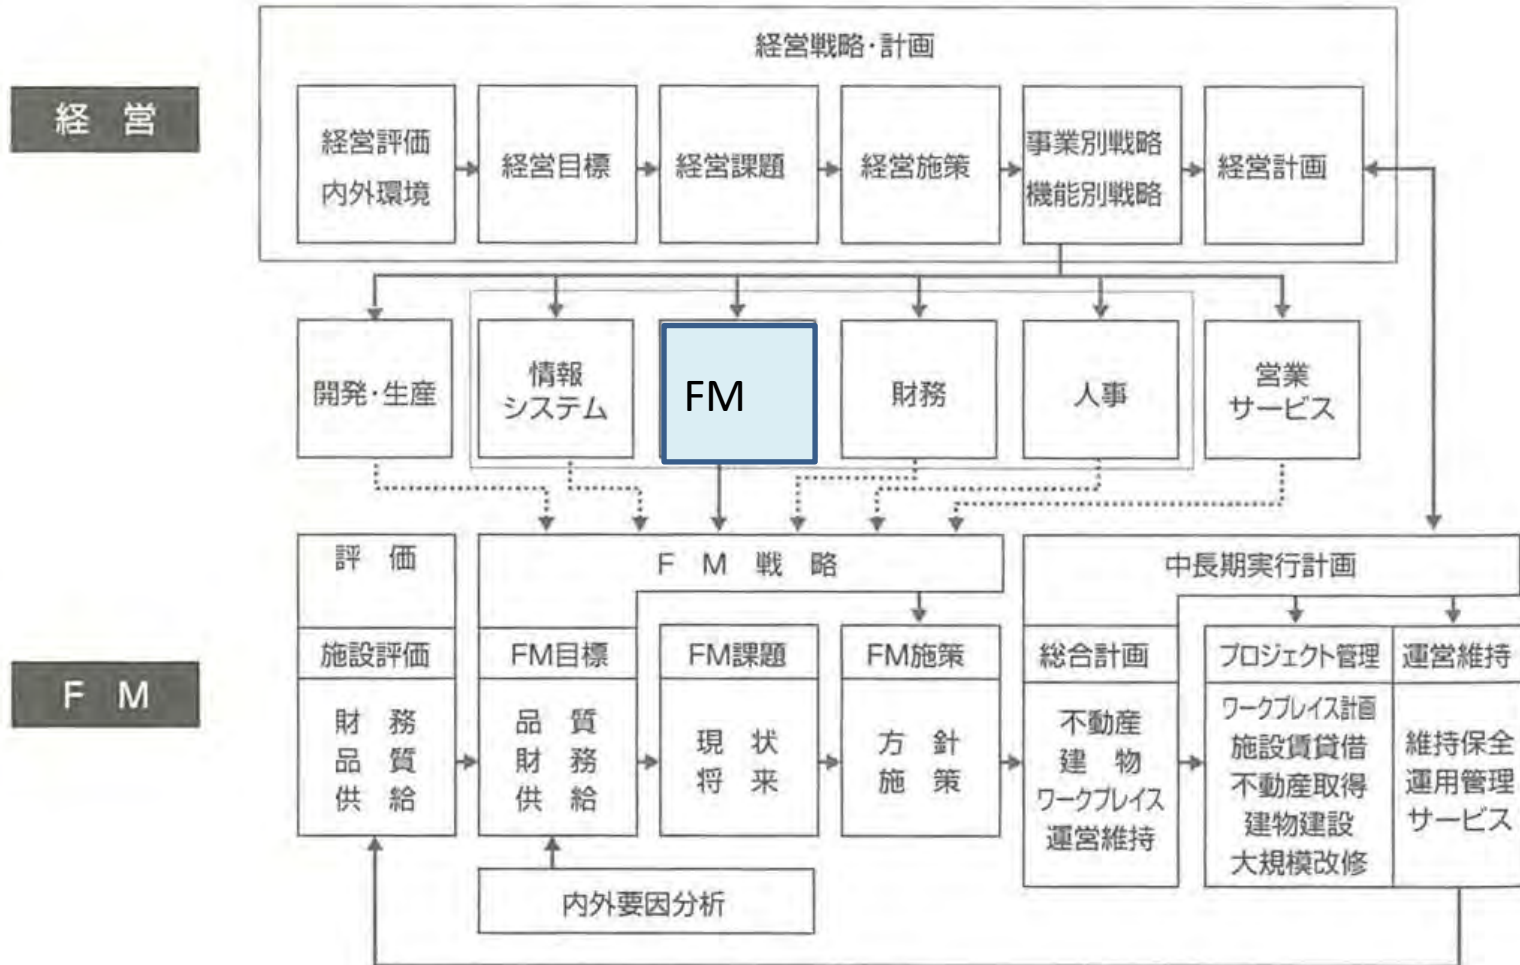 経営
経営戦略・計画
経営評価
内外環境
経営目標
経営課題
経営施策
事業別戦略
機能別戦略
経営計画
開発・生産
情報
システム
FM
財務
人事
営業
サービス
FM
評価
FM戦略
中長期実行計画
施設評価
財務
品質
供給
FM目標
品質
財務
供給
FM課題
現状
将来
FM施策
方針
施策
総合計画
不動産
建物
ワークプレイス
運営維持
プロジェクト管理
ワークプレイス計画
施設賃貸借
不動産取得
建物建設
大規模改修
運営維持
維持保全
運用管理
サービス
内外要因分析